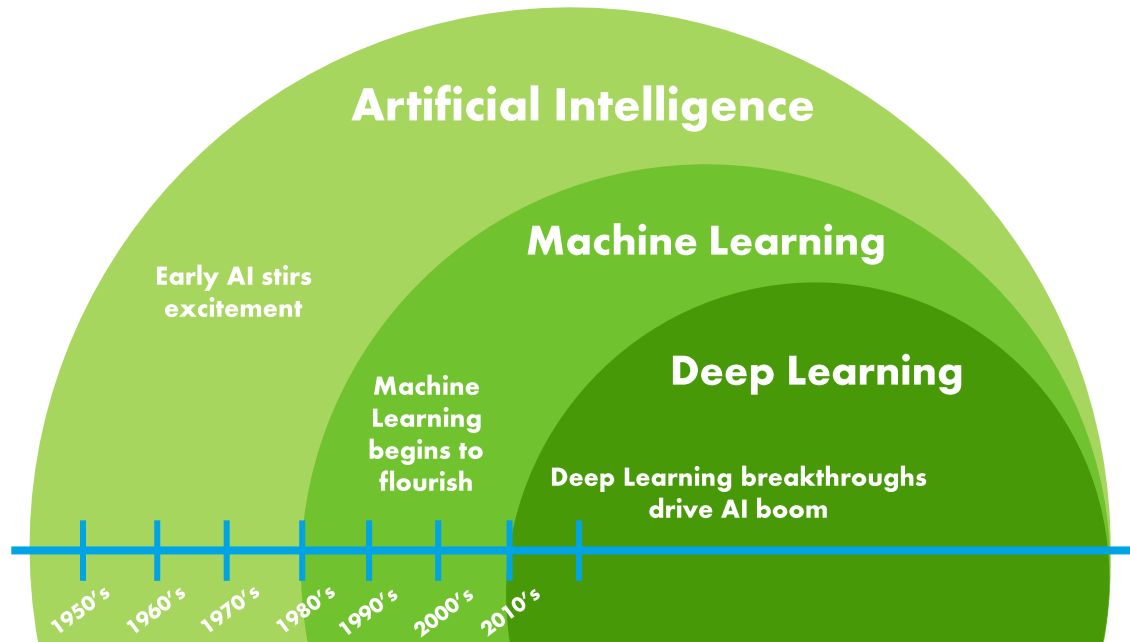 Artificial Intelligence
Machine Learning
Early AI stirs
excitement
Deep Learning
Machine
Learning
begins to
flourish
Deep Learning breakthroughs
drive AI boom
1950's
1960's
1970's
1980's
1990's
2000's
2010's